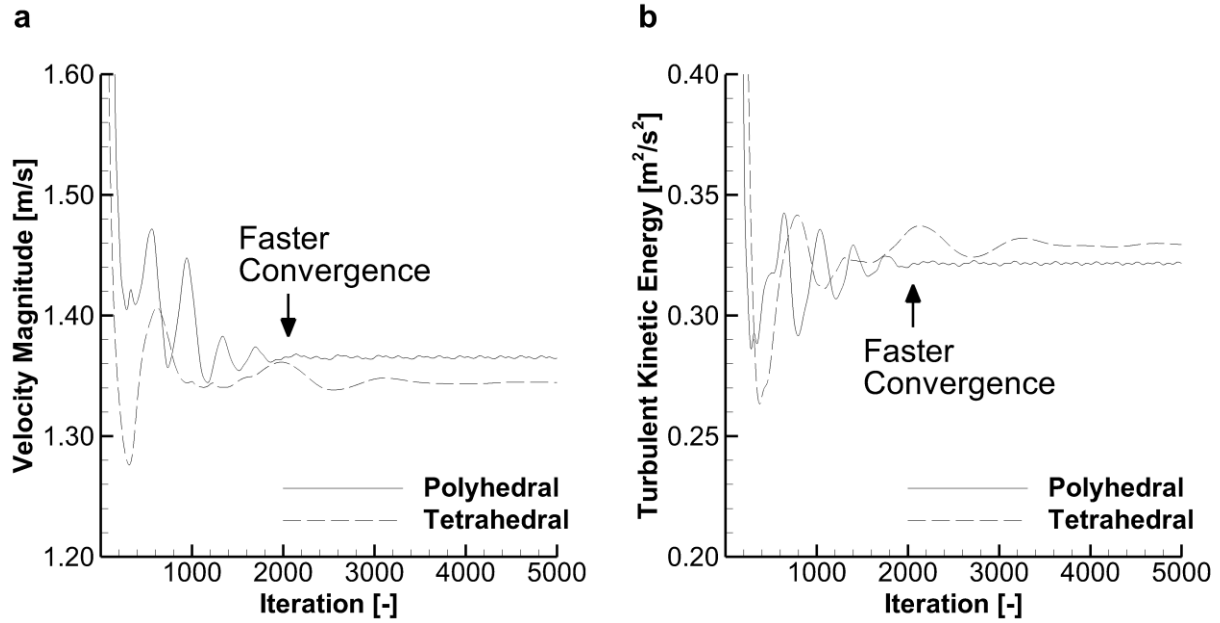 a
1.60
1.50
1.40
1.30
1.20
Velocity Magnitude [m/s]
Faster
Convergence
Polyhedral
Tetrahedral
1000 2000 3000 4000 5000
Iteration [-]
b
0.40
0.35
0.30
0.25
0.20
Turbulent Kinetic Energy [m²/s²]
Faster
Convergence
Polyhedral
Tetrahedral
1000 2000 3000 4000 5000
Iteration [-]